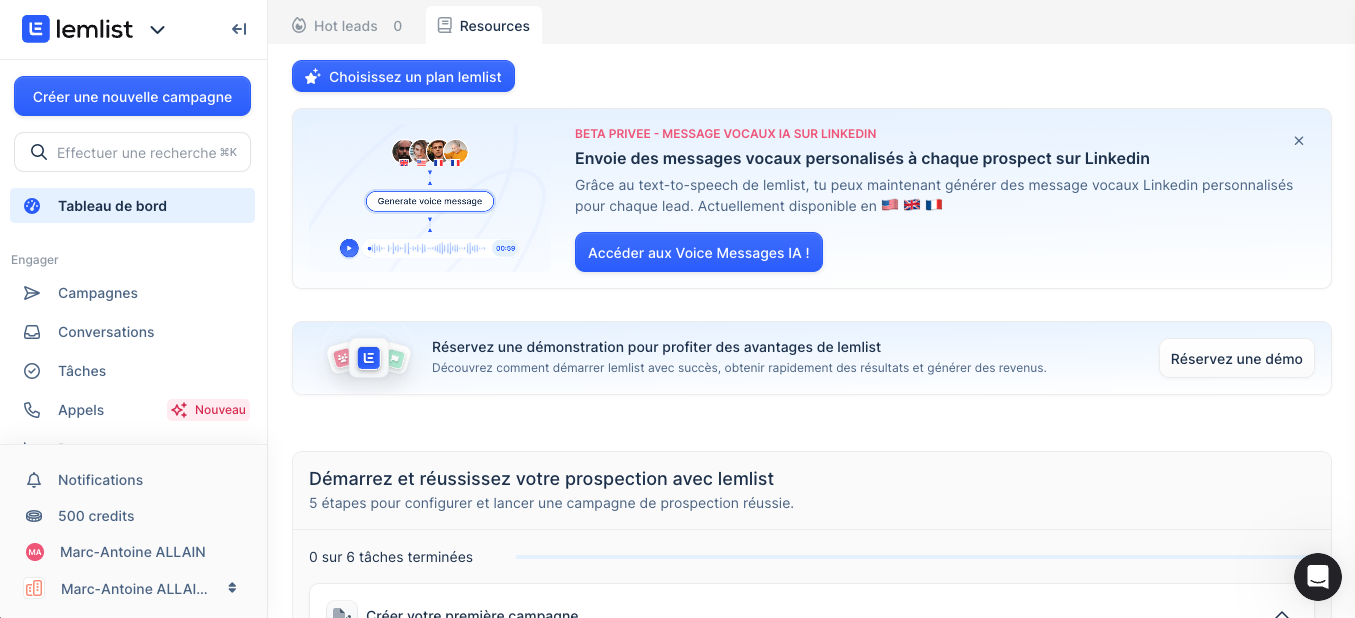 lemlist
Créer une nouvelle campagne
Effectuer une recherche ⌘K
Tableau de bord
Engager
Campagnes
Conversations
Tâches
Appels
Nouveau
Notifications
500 credits
MA
Marc-Antoine ALLAIN
Marc-Antoine ALLAI...
Hot leads 0
Resources
Choisissez un plan lemlist
Generate voice message
00:59
BETA PRIVEE - MESSAGE VOCAUX IA SUR LINKEDIN
Envoie des messages vocaux personalisés à chaque prospect sur Linkedin
Grâce au text-to-speech de lemlist, tu peux maintenant générer des message vocaux Linkedin personnalisés
pour chaque lead. Actuellement disponible en 🇺🇸 🇬🇧 🇫🇷
Accéder aux Voice Messages IA !
Réservez une démonstration pour profiter des avantages de lemlist
Découvrez comment démarrer lemlist avec succès, obtenir rapidement des résultats et générer des revenus.
Réservez une démo
Démarrez et réussissez votre prospection avec lemlist
5 étapes pour configurer et lancer une campagne de prospection réussie.
0 sur 6 tâches terminées
Créer votre première campagne